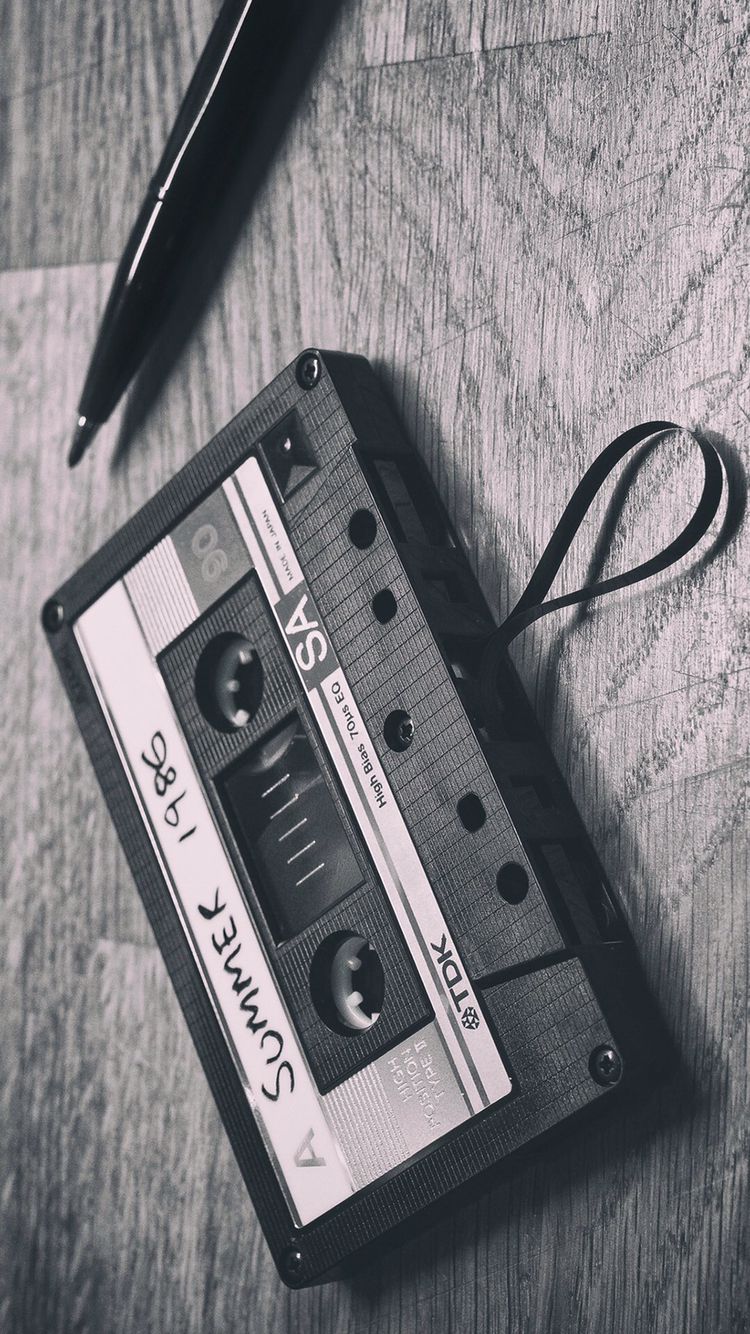 A SUMMER 1986
90
MADE IN JAPAN
SA
High Bias 70µs EQ
TDK
HIGH
POSITION
TYPE II